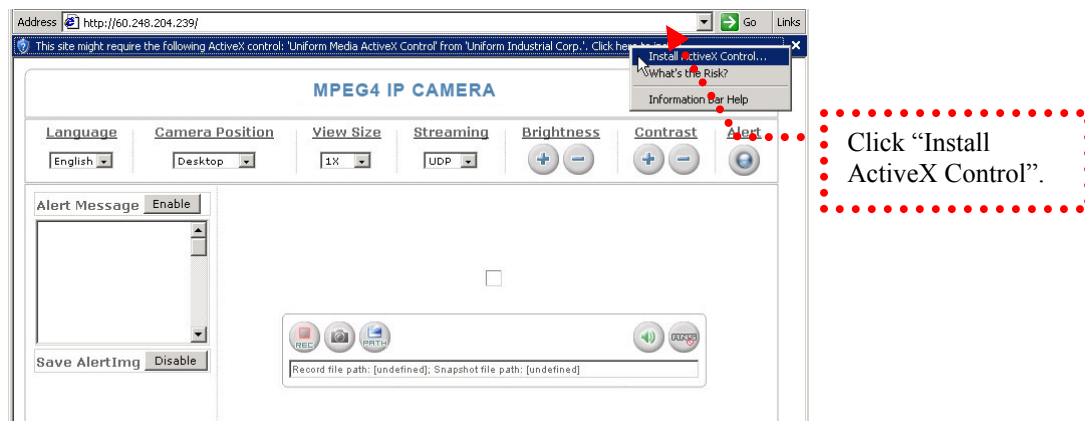 Address http://60.248.204.239/ Go Links
This site might require the following ActiveX control: 'Uniform Media ActiveX Control' from 'Uniform Industrial Corp.'. Click here to
Install ActiveX Control...
What's the Risk?
Information Bar Help
MPEG4 IP CAMERA
Language Camera Position View Size Streaming Brightness Contrast Alert
English Desktop 1X UDP + - + -
Click “Install
ActiveX Control”.
Alert Message Enable
REC PATH
Save AlertImg Disable
Record file path: [undefined]; Snapshot file path: [undefined]